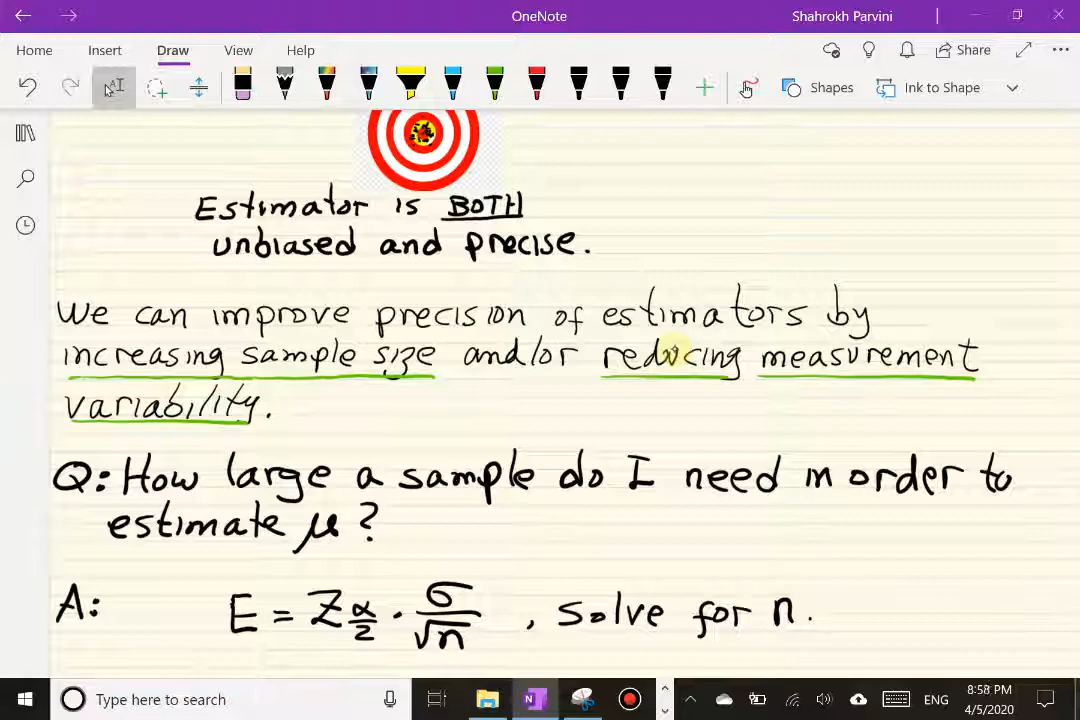 OneNote
Shahrokh Parvini
Home Insert Draw View Help
Share
Shapes
Ink to Shape
Estimator is BOTH
unbiased and precise.
We can improve precision of estimators by
increasing sample size and/or reducing measurement
variability.
Q: How large a sample do I need in order to
estimate μ?
A: E = Z α/2 · σ/√n , solve for n.
Type here to search
ENG
8:58 PM
4/5/2020